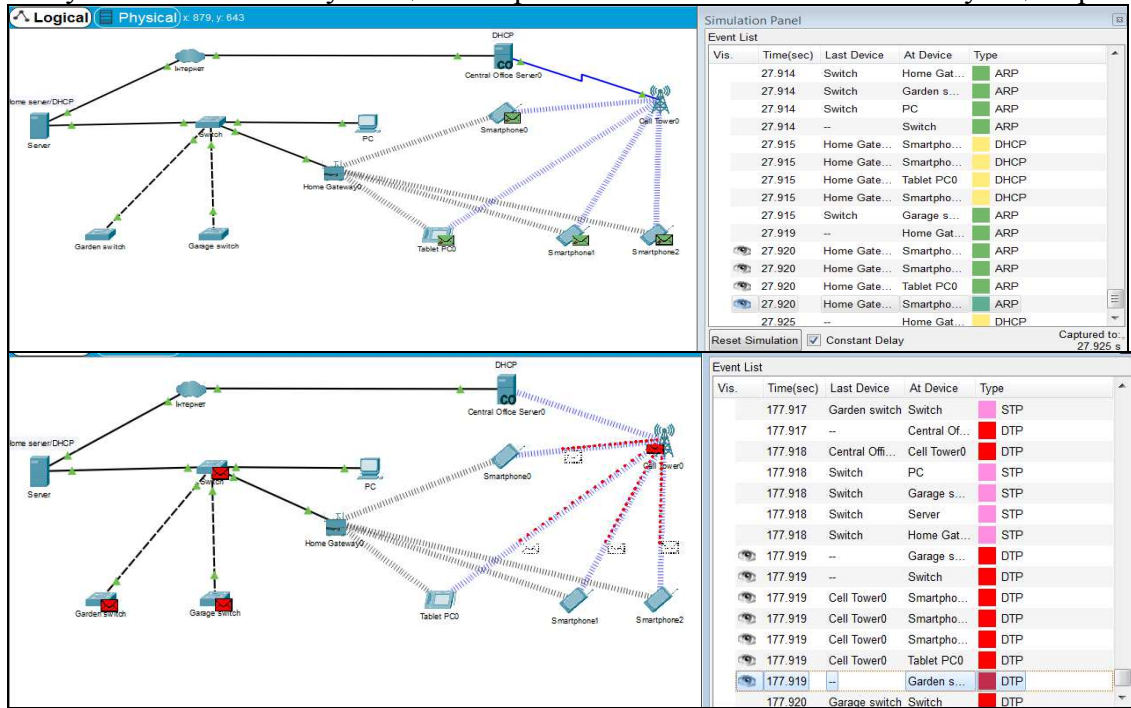 Logical Physical x: 879, y: 643
DHCP
Інтернет
Central Office Server0
Home server/DHCP
Server
Switch
PC
Smartphone0
Cell Tower0
Home Gateway0
Garden switch
Garage switch
Tablet PC0
Smartphone1
Smartphone2
Simulation Panel
Event List
Vis. Time(sec) Last Device At Device Type
27.914 Switch Home Gat... ARP
27.914 Switch Garden s... ARP
27.914 Switch PC ARP
27.914 -- Switch ARP
27.915 Home Gate... Smartpho... DHCP
27.915 Home Gate... Smartpho... DHCP
27.915 Home Gate... Tablet PC0 DHCP
27.915 Home Gate... Smartpho... DHCP
27.915 Switch Garage s... ARP
27.919 -- Home Gat... ARP
27.920 Home Gate... Smartpho... ARP
27.920 Home Gate... Smartpho... ARP
27.920 Home Gate... Tablet PC0 ARP
27.920 Home Gate... Smartpho... ARP
27.925 -- Home Gat... DHCP
Reset Simulation Constant Delay Captured to:
27.925 s
DHCP
Інтернет
Central Office Server0
ome server/DHCP
Server
Switch
PC
Smartphone0
Cell Tower0
Home Gateway0
Garden switch
Garage switch
Tablet PC0
Smartphone1
Smartphone2
Event List
Vis. Time(sec) Last Device At Device Type
177.917 Garden switch Switch STP
177.917 -- Central Of... DTP
177.918 Central Offi... Cell Tower0 DTP
177.918 Switch PC STP
177.918 Switch Garage s... STP
177.918 Switch Server STP
177.918 Switch Home Gat... STP
177.919 -- Garage s... DTP
177.919 -- Switch DTP
177.919 Cell Tower0 Smartpho... DTP
177.919 Cell Tower0 Smartpho... DTP
177.919 Cell Tower0 Smartpho... DTP
177.919 Cell Tower0 Tablet PC0 DTP
177.919 -- Garden s... DTP
177.920 Garage switch Switch DTP